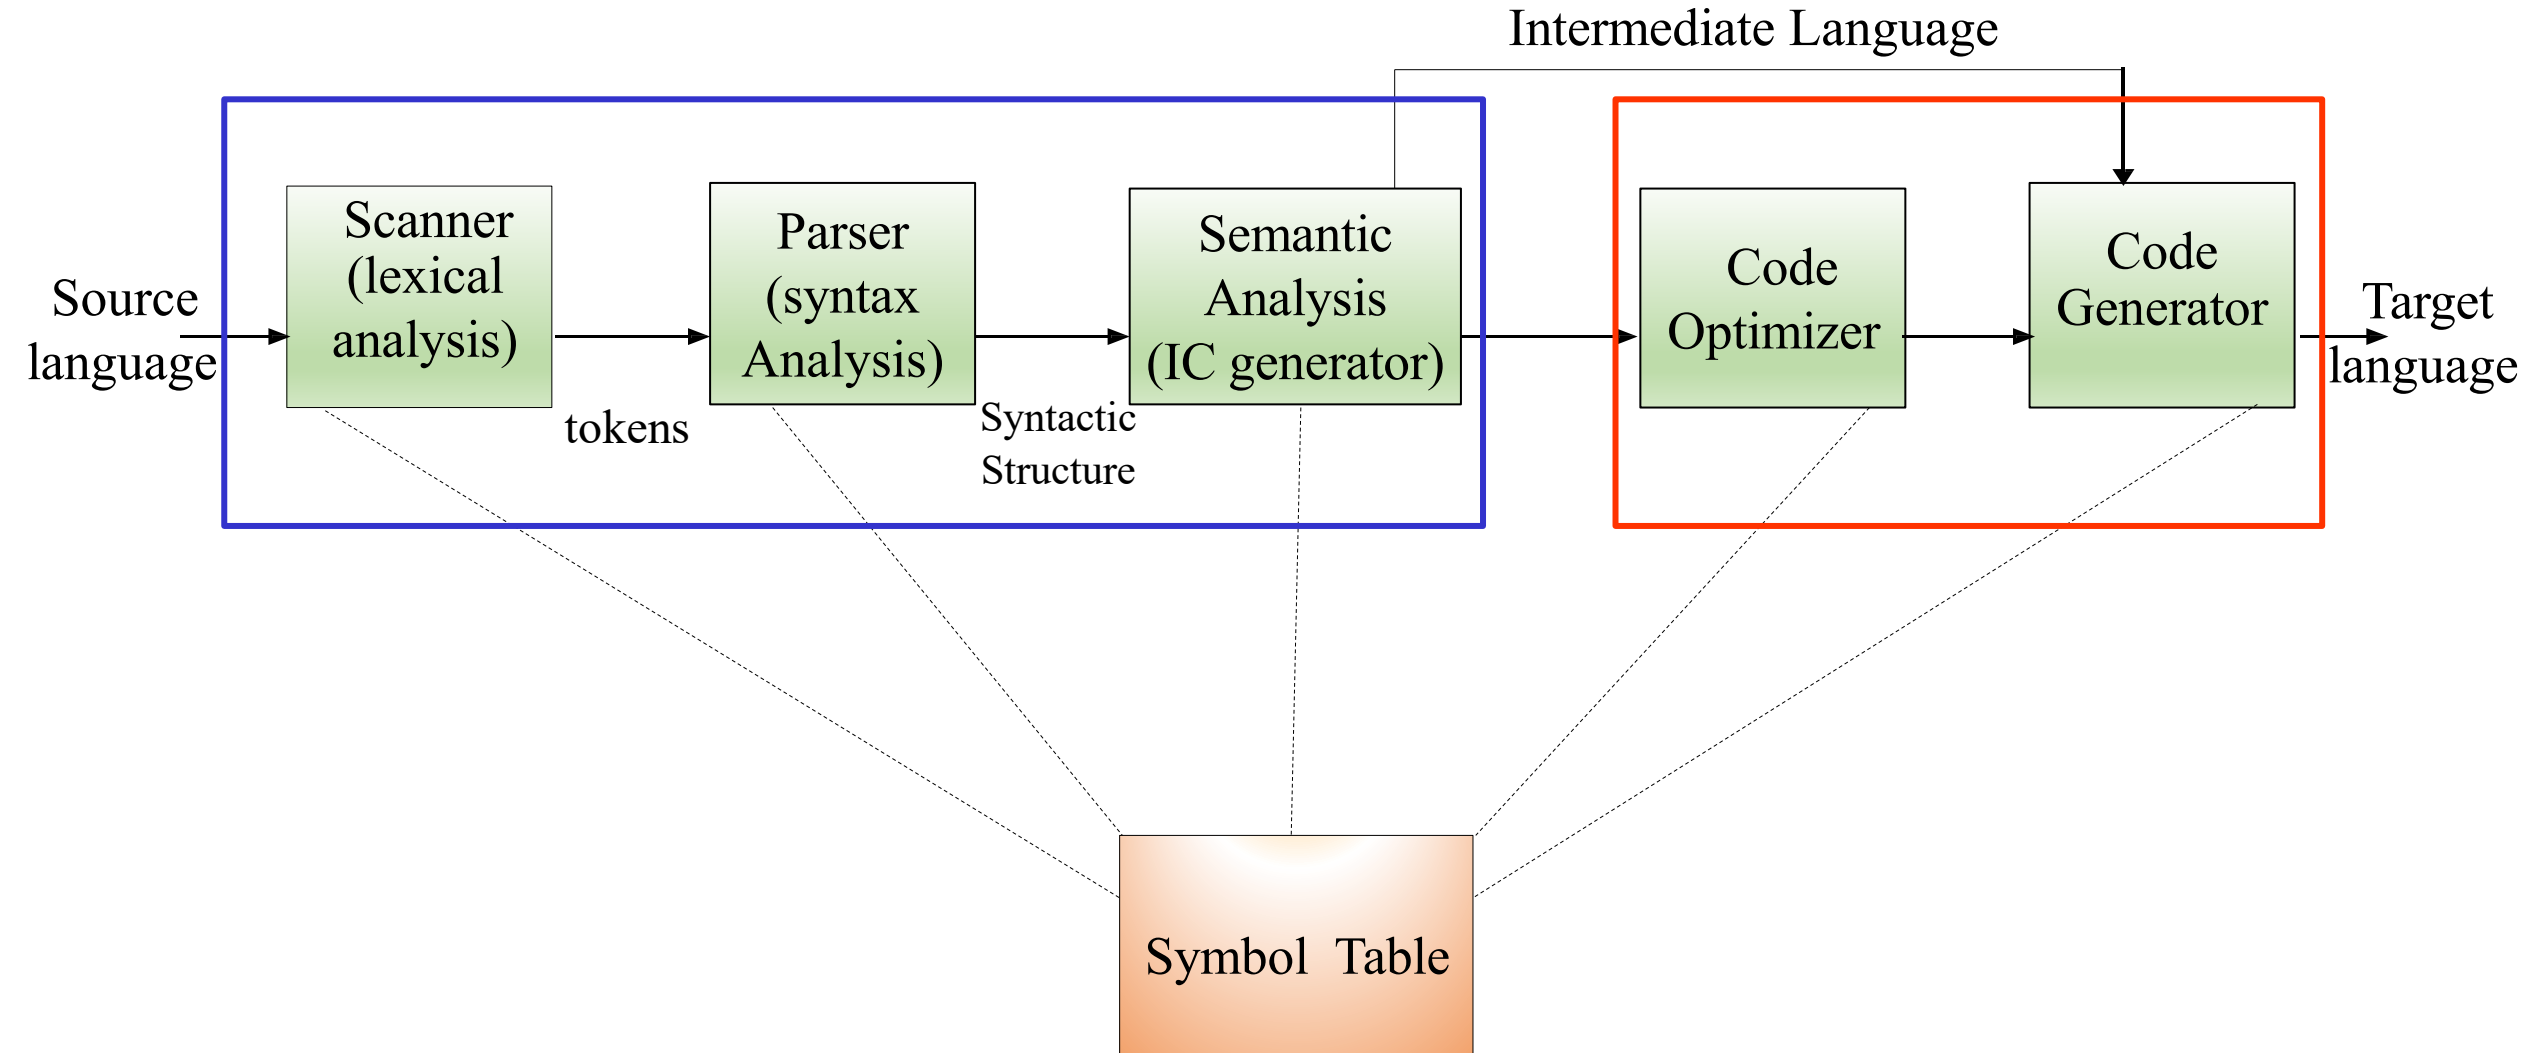 Intermediate Language
Source
language
Scanner
(lexical
analysis)
tokens
Parser
(syntax
Analysis)
Syntactic
Structure
Semantic
Analysis
(IC generator)
Code
Optimizer
Code
Generator
Target
language
Symbol Table